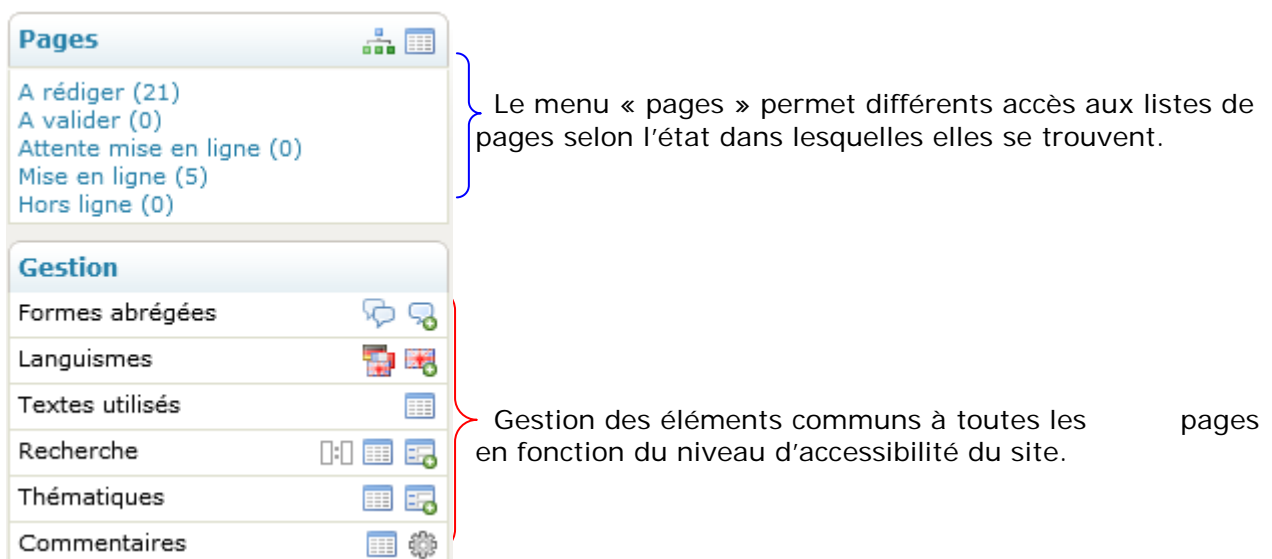 Pages
A rédiger (21)
A valider (0)
Attente mise en ligne (0)
Mise en ligne (5)
Hors ligne (0)
Le menu « pages » permet différents accès aux listes de
pages selon l'état dans lesquelles elles se trouvent.
Gestion
Formes abrégées
Languismes
Textes utilisés
Recherche
Thématiques
Commentaires
Gestion des éléments communs à toutes les pages
en fonction du niveau d'accessibilité du site.